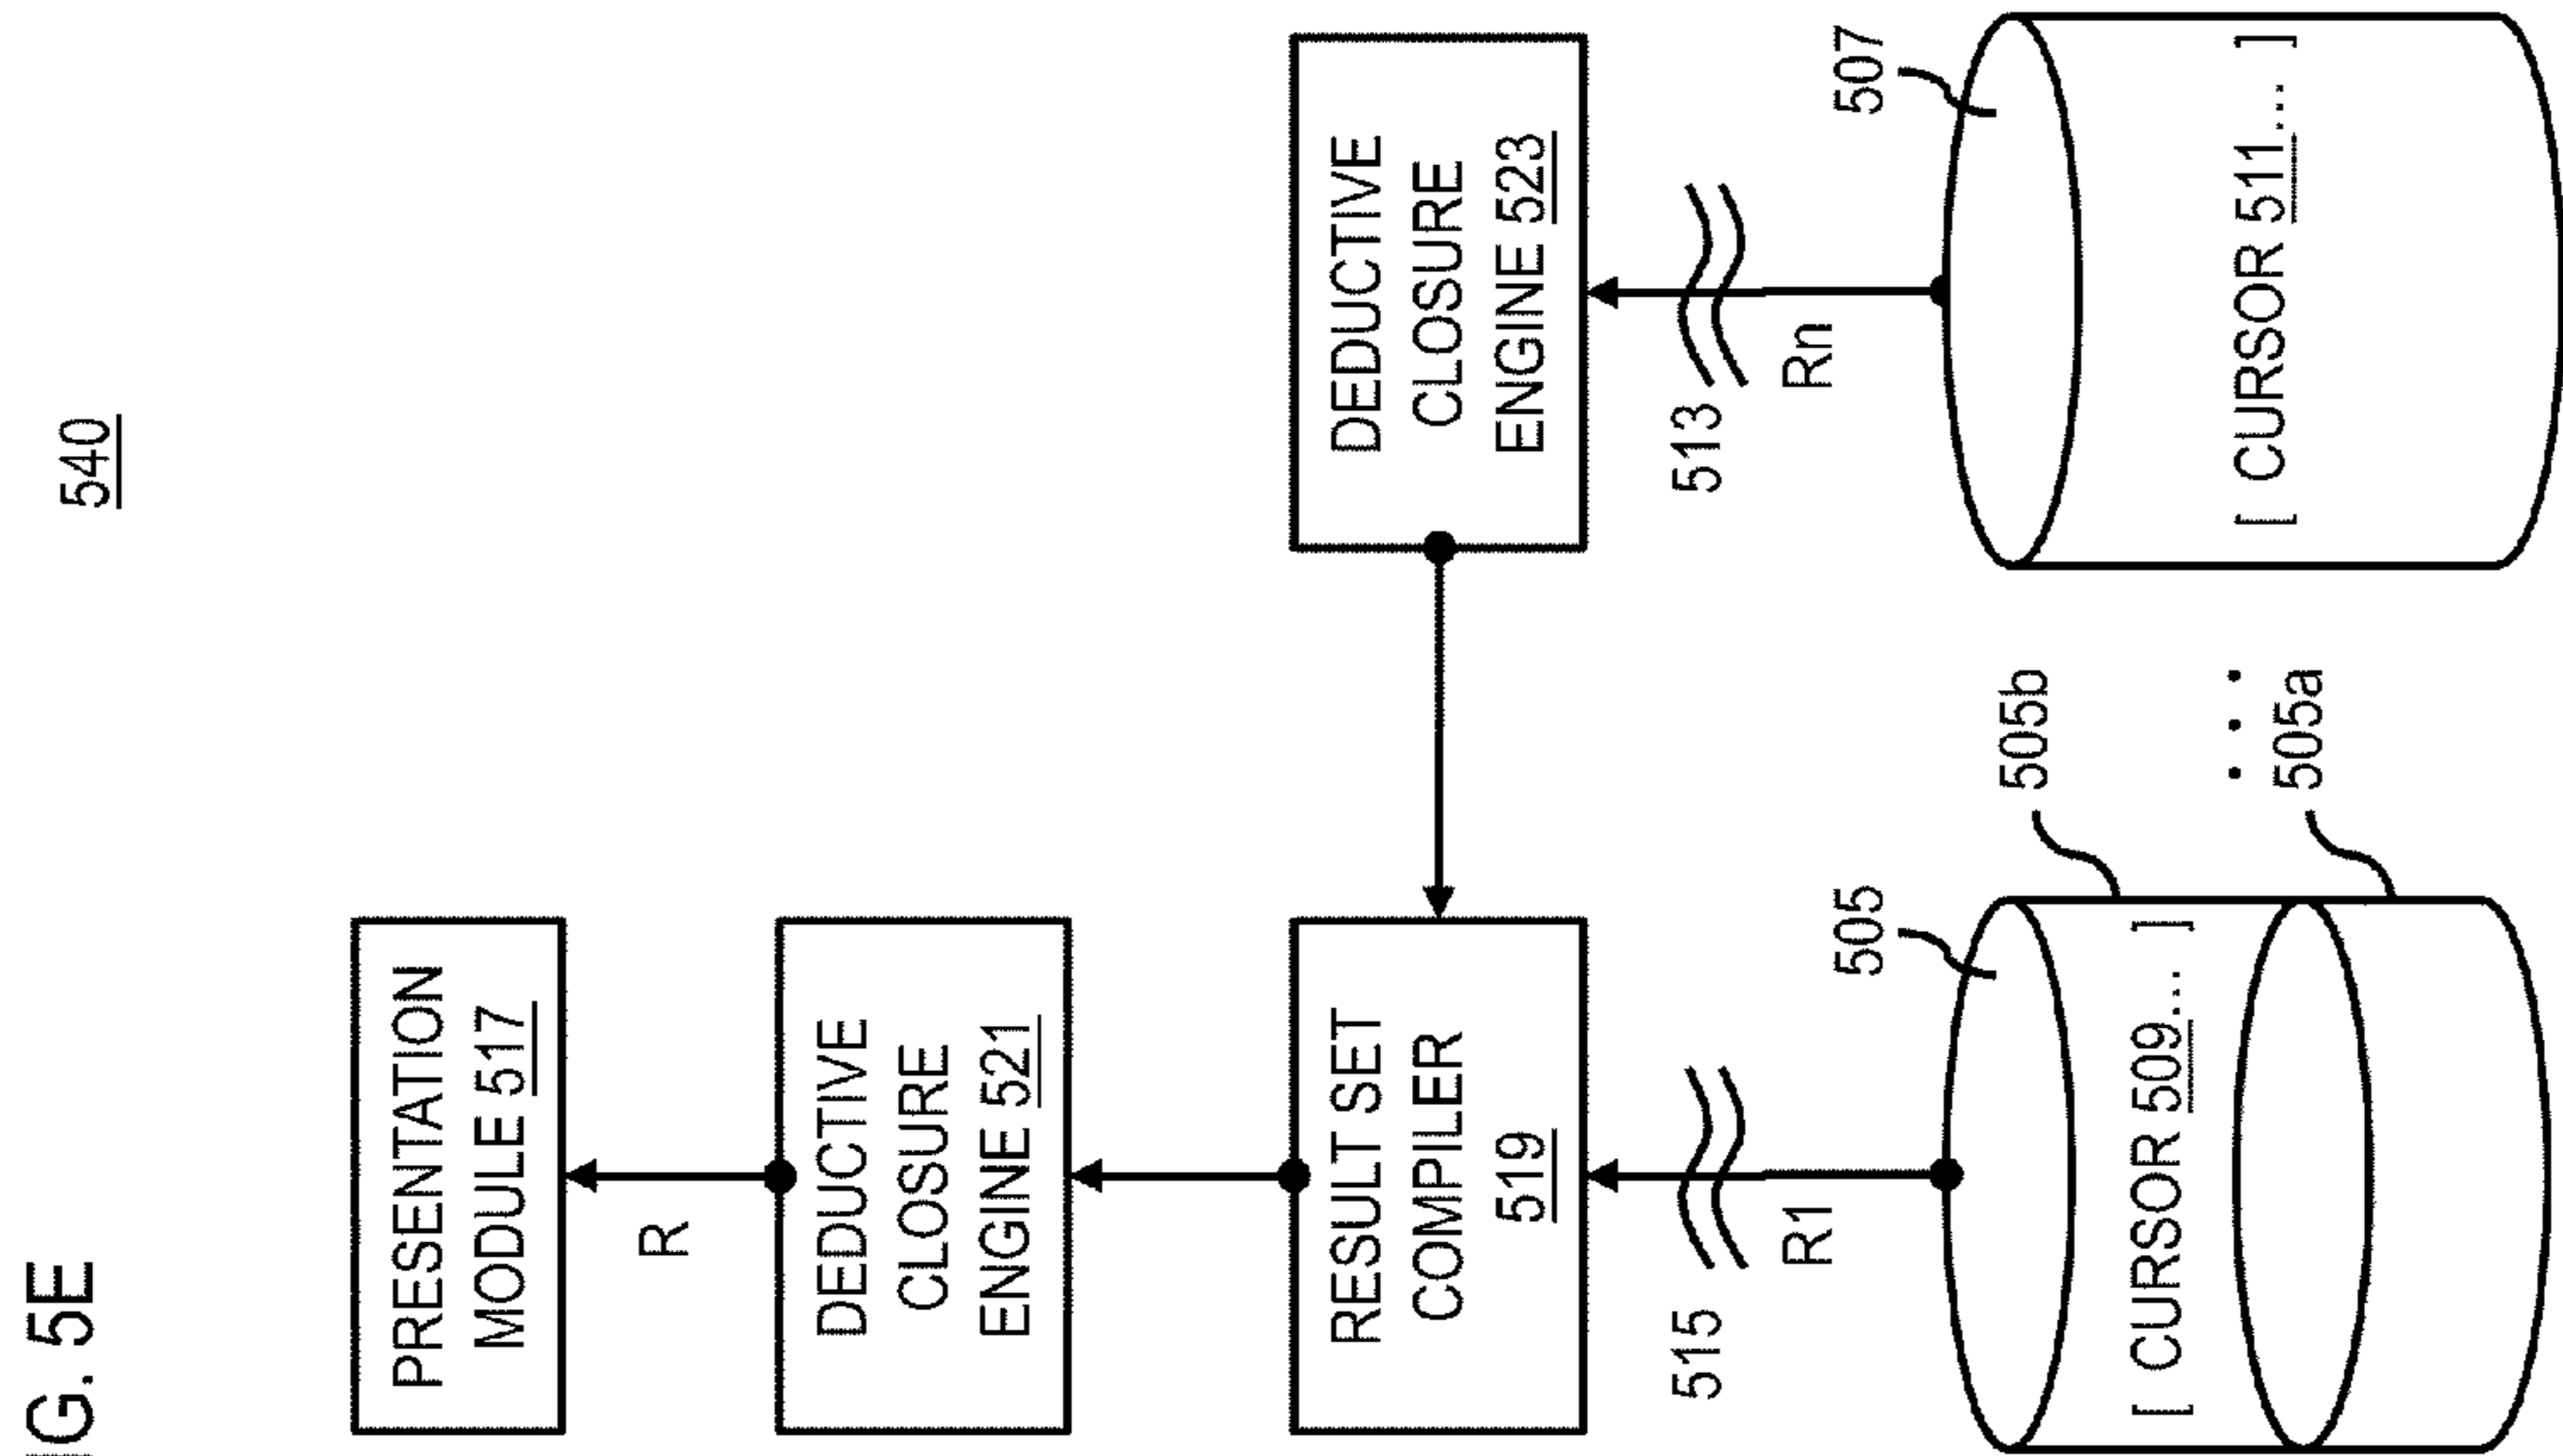 G. 5E
540
PRESENTATION
MODULE 517
R
DEDUCTIVE
CLOSURE
ENGINE 521
RESULT SET
COMPILER
519
DEDUCTIVE
CLOSURE
ENGINE 523
515
R1
513
Rn
505
507
505b
[ CURSOR 509... ]
...
505a
[ CURSOR 511... ]